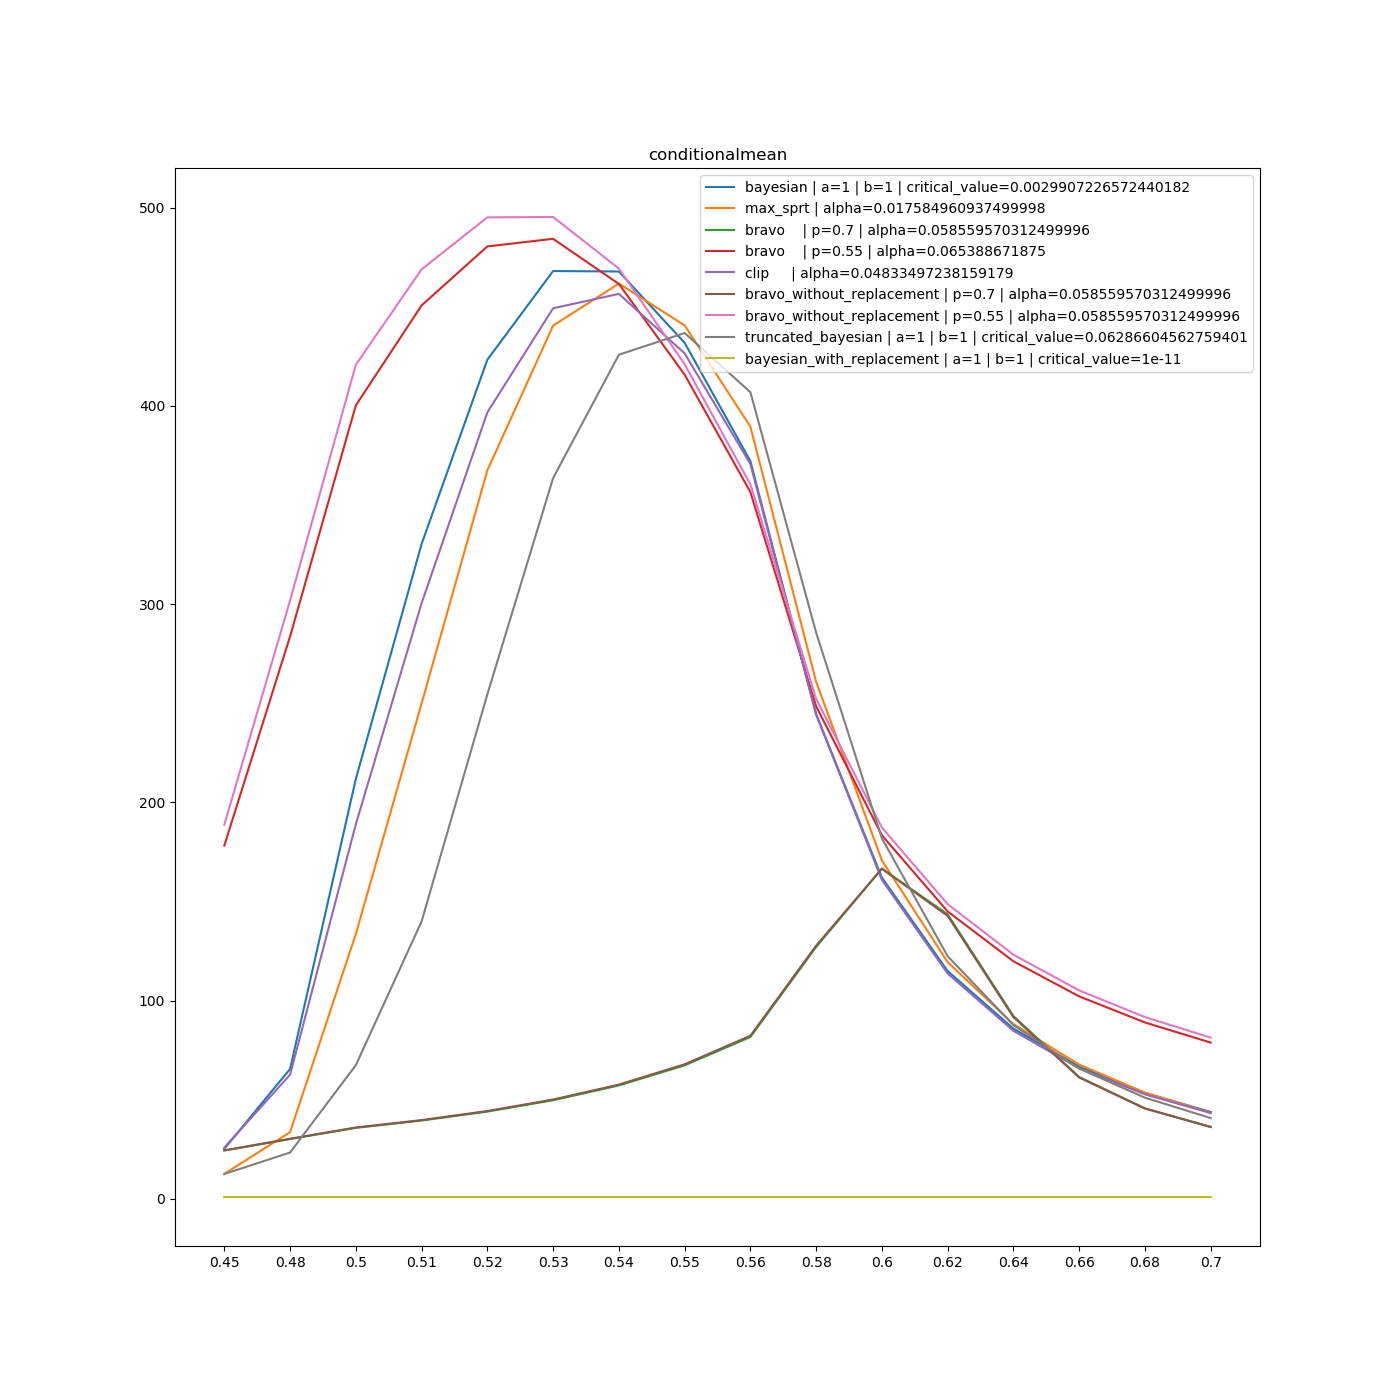 conditionalmean
bayesian | a=1 | b=1 | critical_value=0.0029907226572440182
max_sprt | alpha=0.017584960937499998
bravo    | p=0.7 | alpha=0.058559570312499996
bravo    | p=0.55 | alpha=0.065388671875
clip     | alpha=0.04833497238159179
bravo_without_replacement | p=0.7 | alpha=0.058559570312499996
bravo_without_replacement | p=0.55 | alpha=0.058559570312499996
truncated_bayesian | a=1 | b=1 | critical_value=0.06286604562759401
bayesian_with_replacement | a=1 | b=1 | critical_value=1e-11
500
400
300
200
100
0
0.45 0.48 0.5 0.51 0.52 0.53 0.54 0.55 0.56 0.58 0.6 0.62 0.64 0.66 0.68 0.7